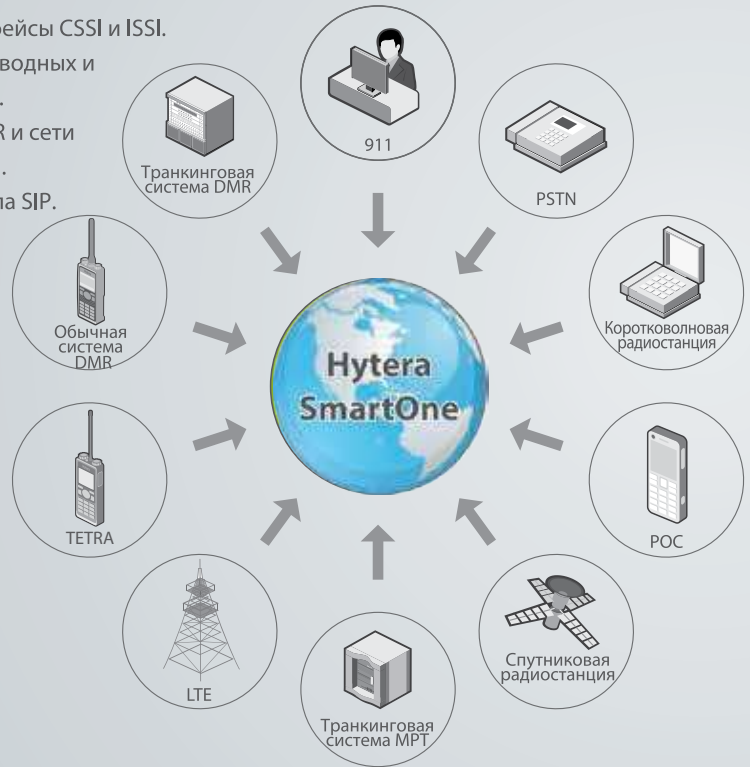 рейсы CSSI и ISSI.
водных и
.
R и сети
.
ла SIP.
911
Транкинговая
система DMR
PSTN
Обычная
система
DMR
Коротковолновая
радиостанция
Hytera
SmartOne
TETRA
POC
LTE
Транкинговая
система MPT
Спутниковая
радиостанция